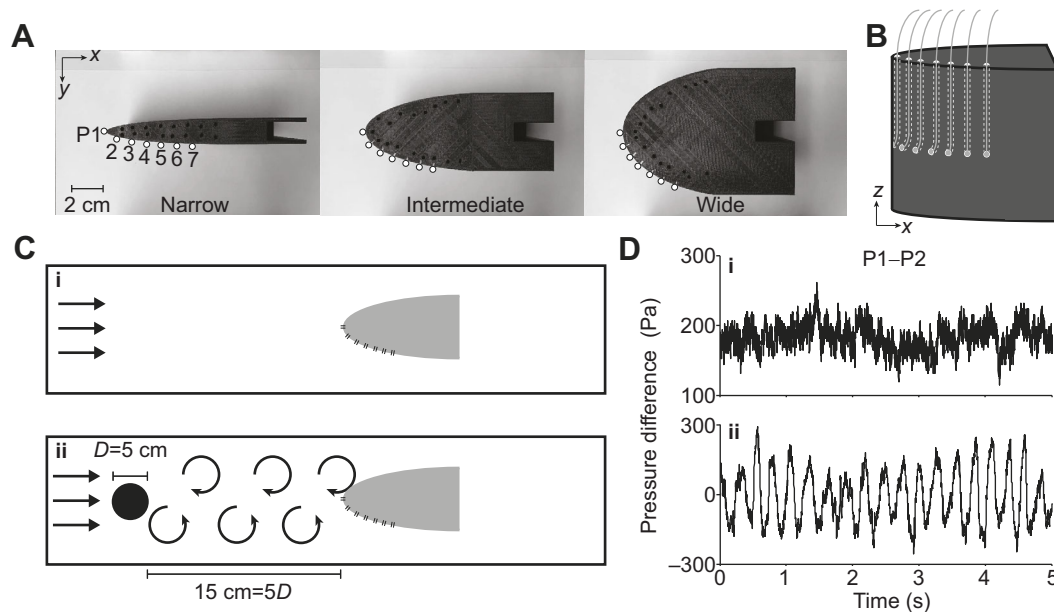 A
x
y
P1
2 3 4 5 6 7
2 cm
Narrow
Intermediate
Wide
B
z
x
C
i
ii
D=5 cm
15 cm=5D
D
P1–P2
i
300
200
100
ii
300
0
–300
Pressure difference (Pa)
0 1 2 3 4 5
Time (s)